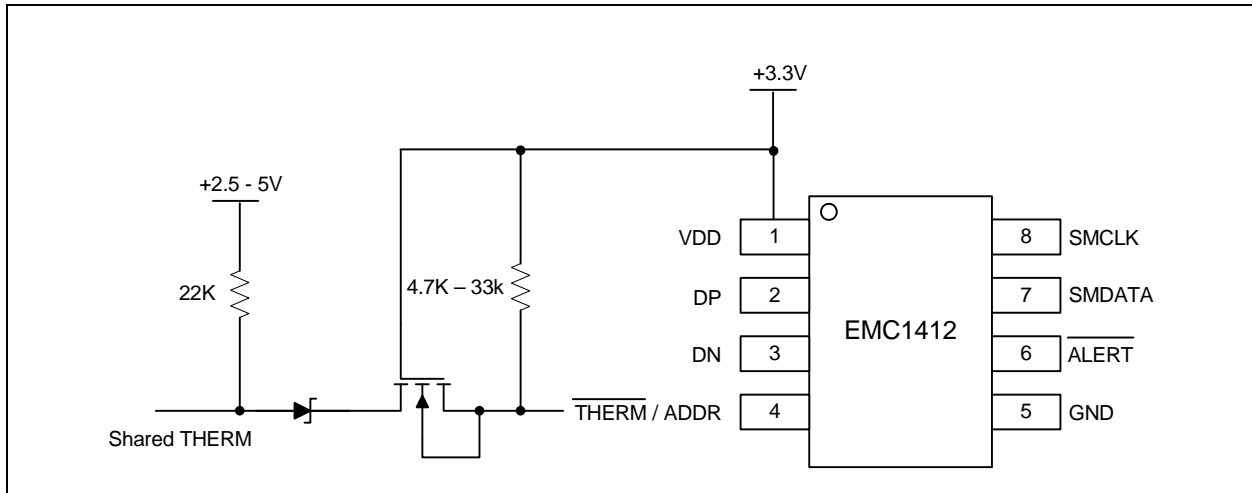 +3.3V
+2.5 - 5V
22K
4.7K – 33k
Shared THERM
THERM / ADDR
VDD 1
DP 2
DN 3
4
EMC1412
8 SMCLK
7 SMDATA
6 ALERT
5 GND